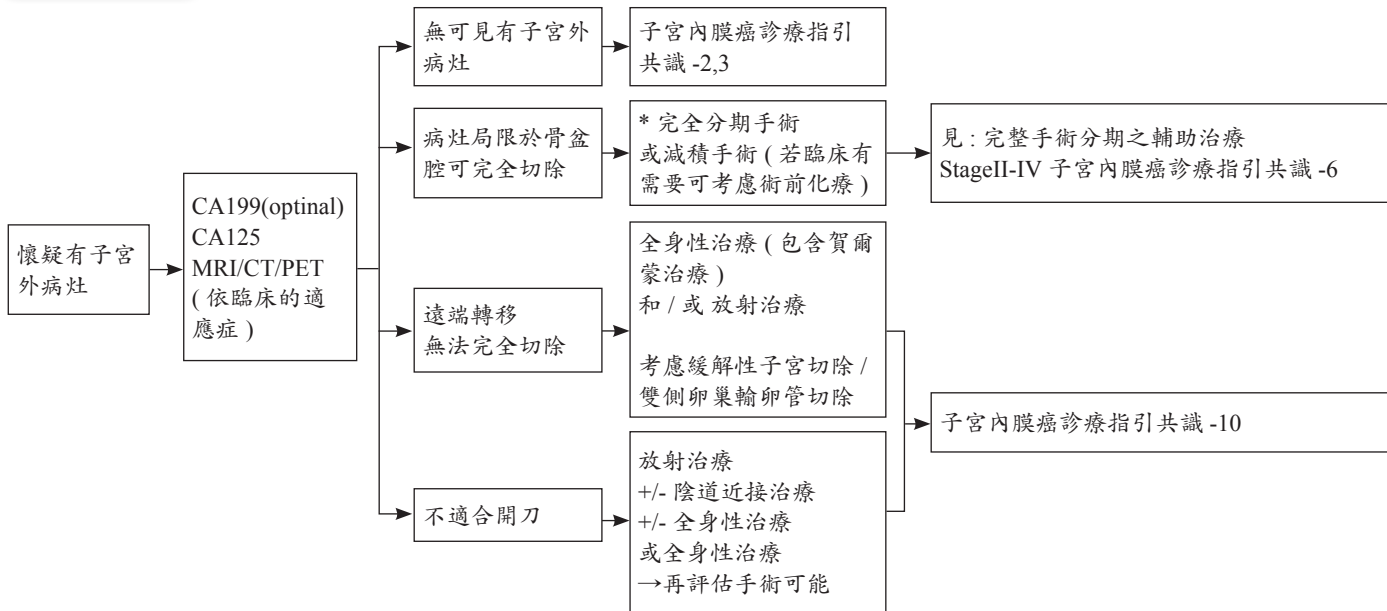 懷疑有子宮
外病灶
CA199(optinal)
CA125
MRI/CT/PET
( 依臨床的適
應症 )
無可見有子宮外
病灶
子宮內膜癌診療指引
共識 -2,3
病灶局限於骨盆
腔可完全切除
* 完全分期手術
或減積手術 ( 若臨床有
需要可考慮術前化療 )
見 : 完整手術分期之輔助治療
StageII-IV 子宮內膜癌診療指引共識 -6
遠端轉移
無法完全切除
全身性治療 ( 包含賀爾
蒙治療 )
和 / 或 放射治療
考慮緩解性子宮切除 /
雙側卵巢輸卵管切除
不適合開刀
放射治療
+/- 陰道近接治療
+/- 全身性治療
或全身性治療
→再評估手術可能
子宮內膜癌診療指引共識 -10